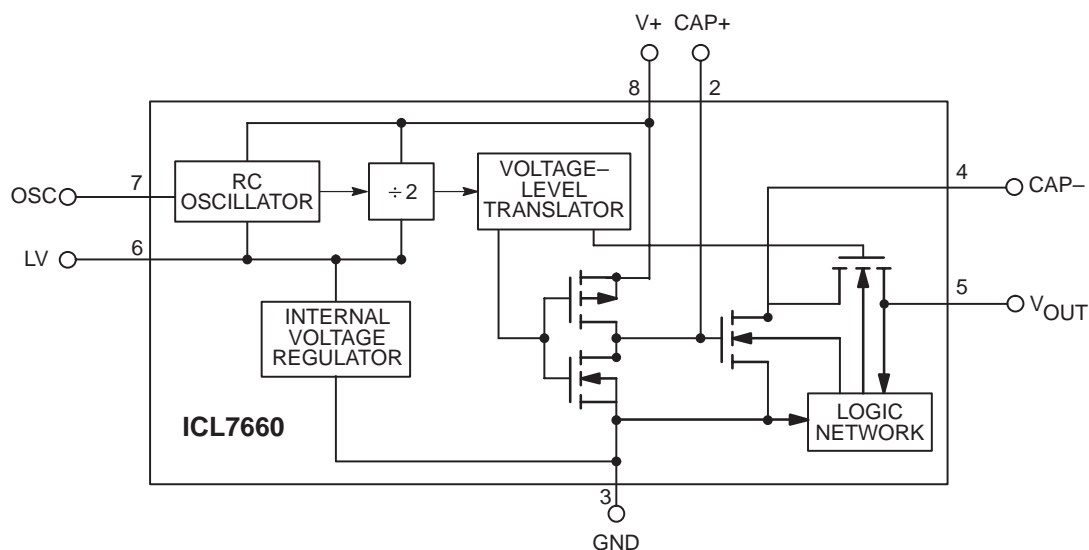 V+ CAP+
8 2
RC
OSCILLATOR
÷ 2
VOLTAGE–
LEVEL
TRANSLATOR
4
CAP–
OSC
7
LV
6
INTERNAL
VOLTAGE
REGULATOR
5
VOUT
ICL7660
LOGIC
NETWORK
3
GND